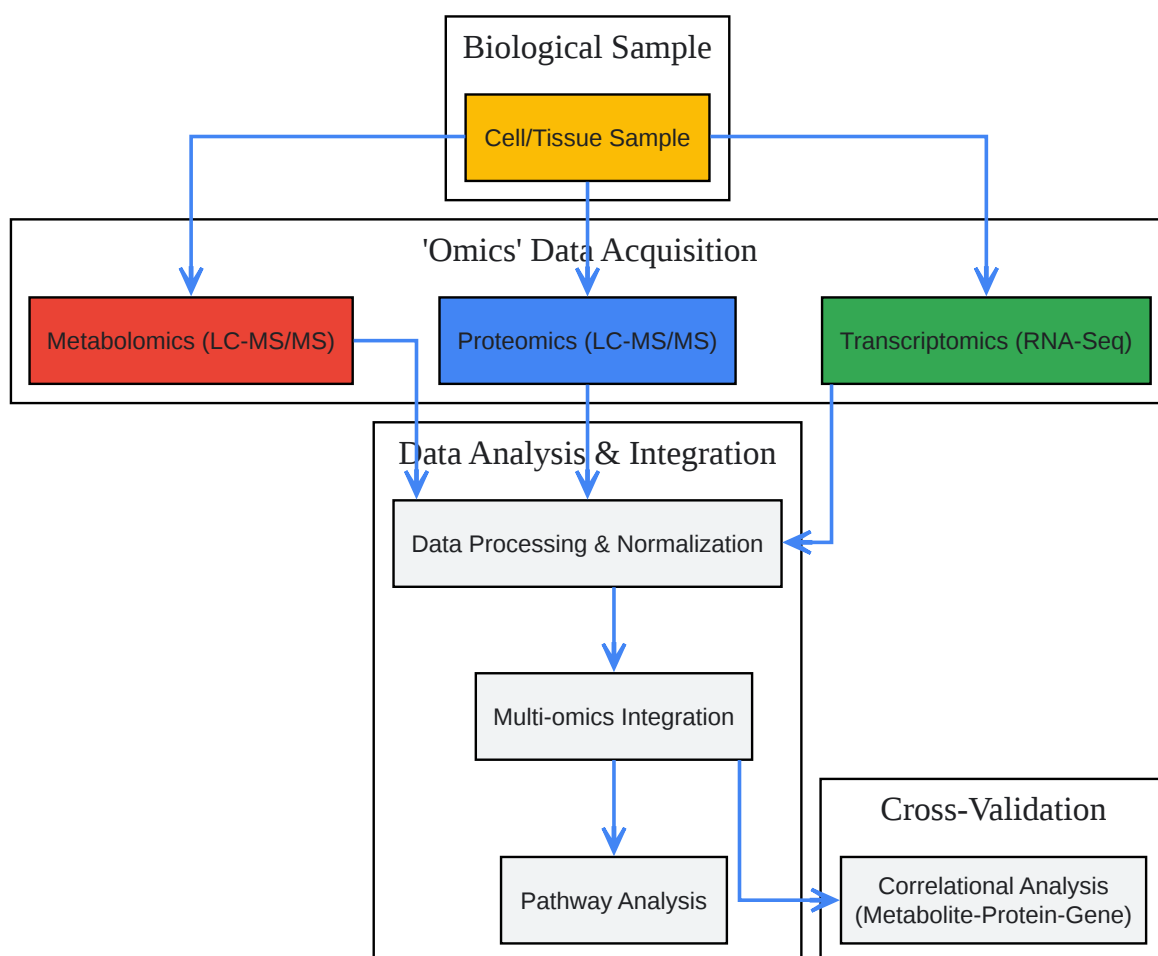 Biological Sample
Cell/Tissue Sample
'Omics' Data Acquisition
Metabolomics (LC-MS/MS)
Proteomics (LC-MS/MS)
Transcriptomics (RNA-Seq)
Data Analysis & Integration
Data Processing & Normalization
Multi-omics Integration
Pathway Analysis
Cross-Validation
Correlational Analysis
(Metabolite-Protein-Gene)